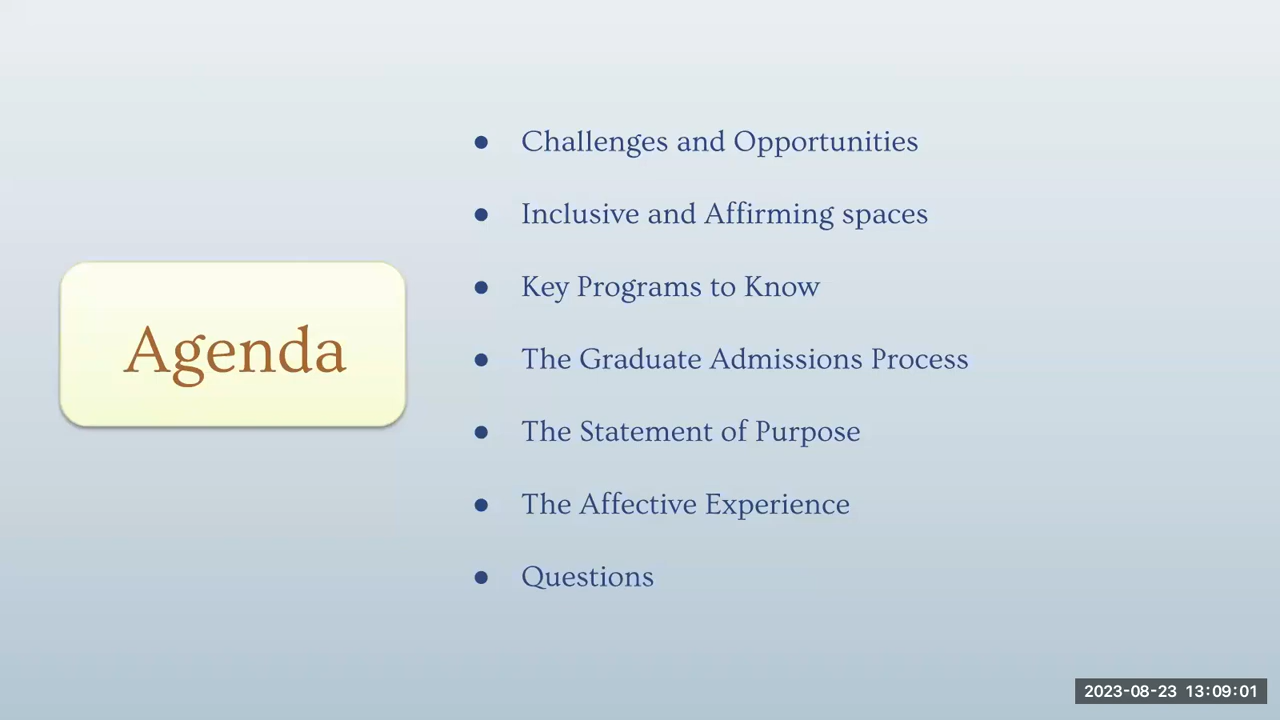 Agenda
● Challenges and Opportunities
● Inclusive and Affirming spaces
● Key Programs to Know
● The Graduate Admissions Process
● The Statement of Purpose
● The Affective Experience
● Questions
2023-08-23 13:09:01